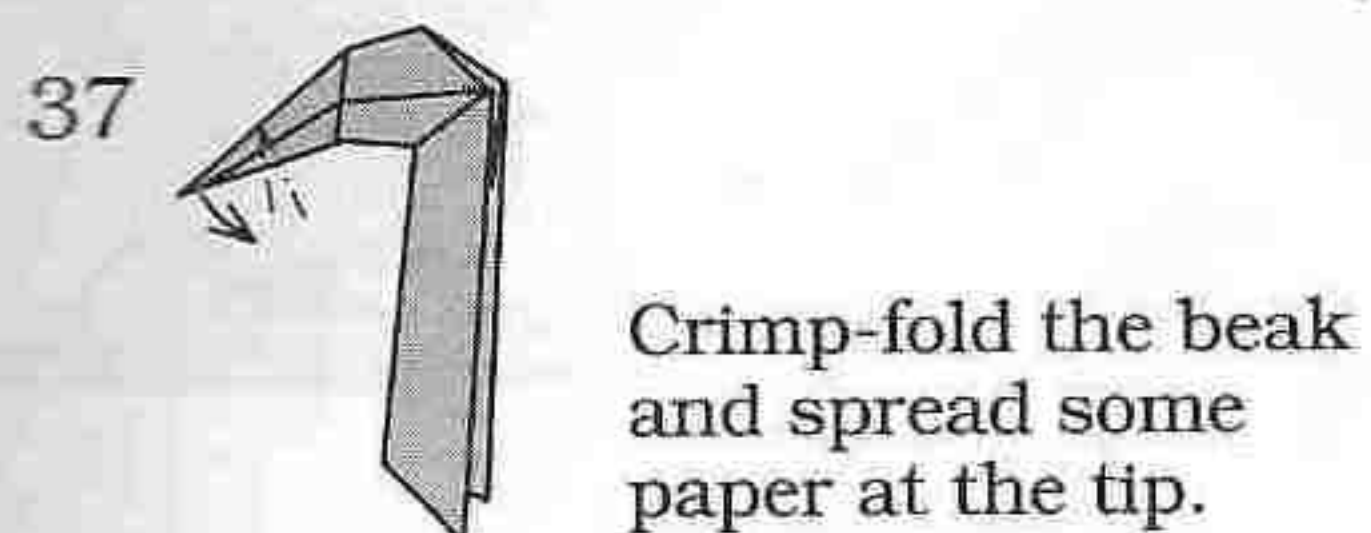 37
Crimp-fold the beak
and spread some
paper at the tip.